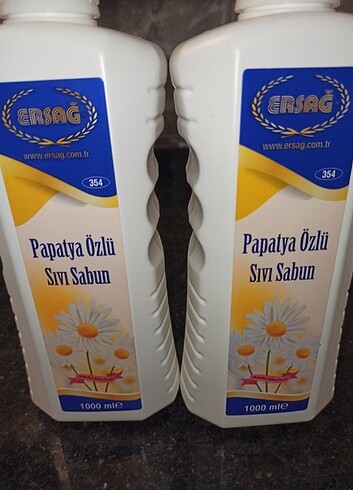 ERSAĞ
www.ersag.com.tr
354
Papatya Özlü
Sıvı Sabun
1000 ml℮
ERSAĞ
www.ersag.com.tr
354
Papatya Özlü
Sıvı Sabun
1000 ml℮